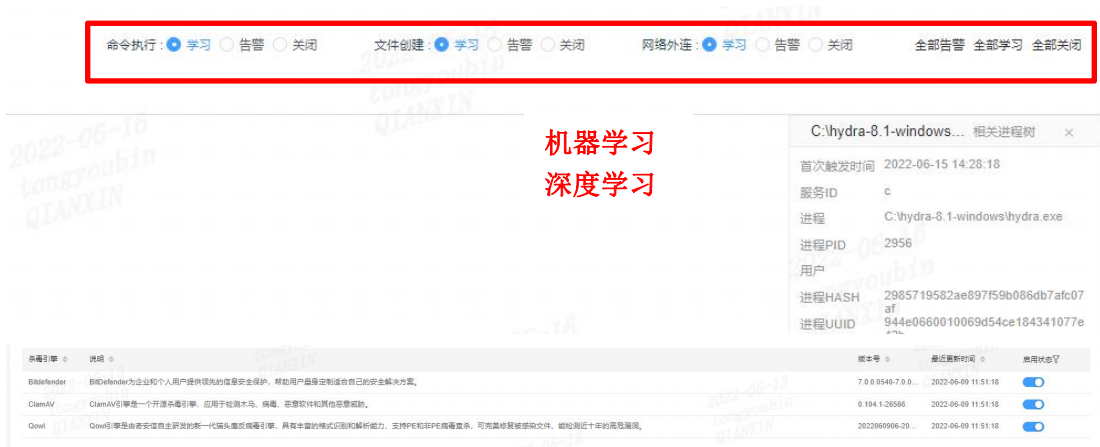 命令执行 : 学习 告警 关闭 文件创建 : 学习 告警 关闭 网络外连 : 学习 告警 关闭 全部告警 全部学习 全部关闭
机器学习
深度学习
C:\hydra-8.1-windows... 相关进程树 ×
首次触发时间 2022-06-15 14:28:18
服务ID c
进程 C:\hydra-8.1-windows\hydra.exe
进程PID 2956
用户
进程HASH 2985719582ae897f59b086db7afc07
af
进程UUID 944e0660010069d54ce184341077e
杀毒引擎 说明 版本号 最近更新时间 启用状态
Bitdefender BitDefender为企业和个人用户提供领先的信息安全保护，帮助用户量身定制适合自己的安全解决方案。 7.0.0.0540-7.0.0... 2022-06-09 11:51:18
ClamAV ClamAV引擎是一个开源杀毒引擎，应用于检测木马、病毒、恶意软件和其他恶意威胁。 0.104.1-26566 2022-06-09 11:51:18
Qowl Qowl引擎是由奇安信自主研发的新一代猫头鹰反病毒引擎，具有丰富的格式识别和解析能力、支持PE和非PE病毒查杀，可完美修复被感染文件、能检测近十年的高危漏洞。 2022060906-20... 2022-06-09 11:51:18
2022-06-16
tongyoubin
QIANXIN